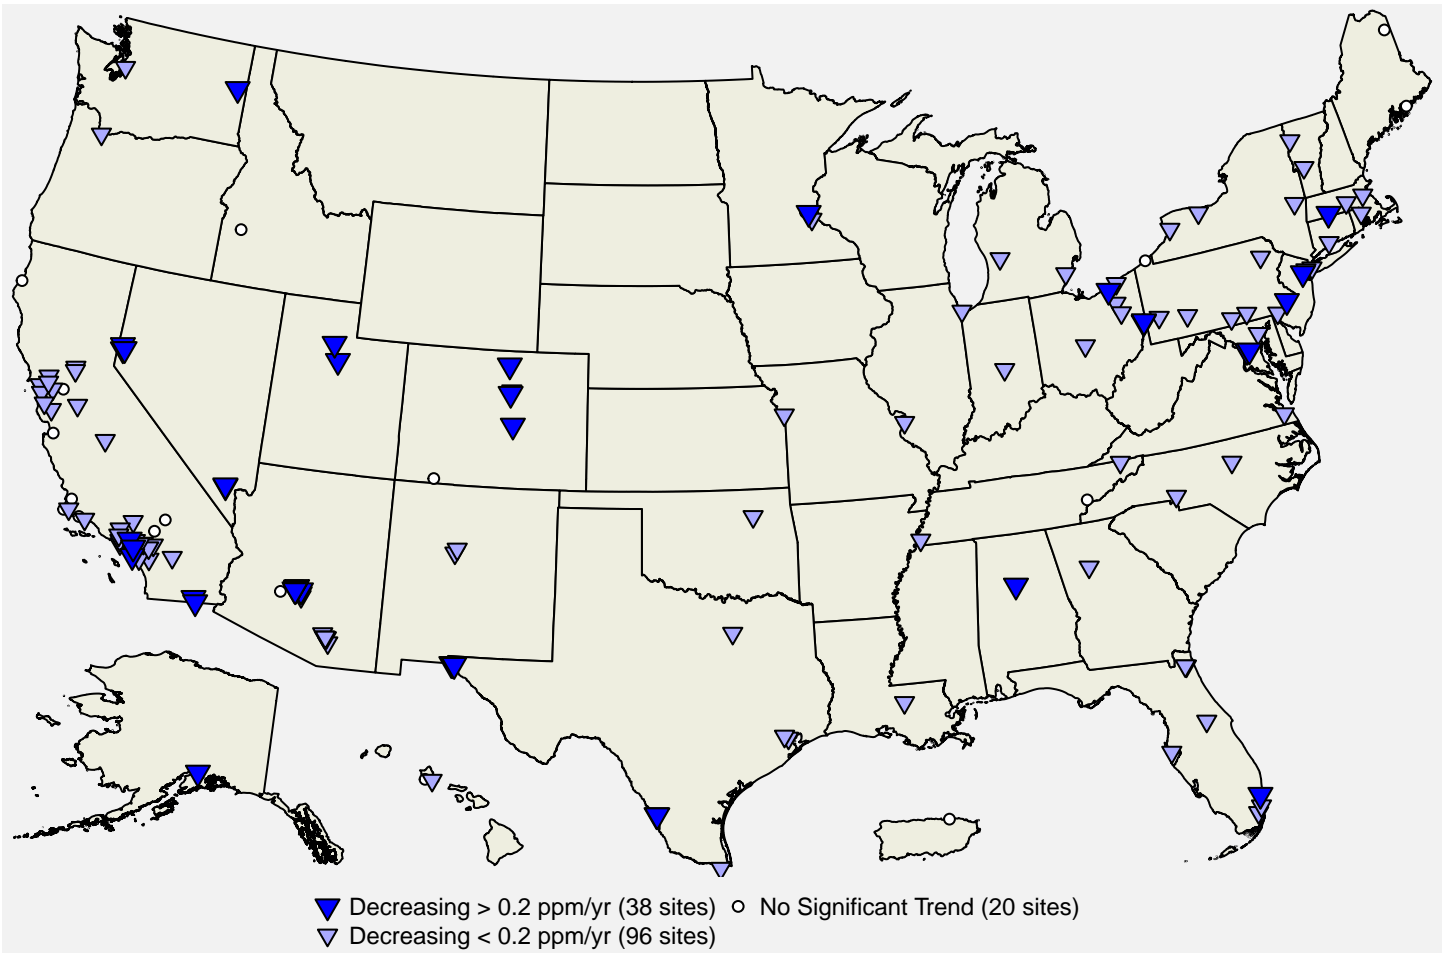 Decreasing > 0.2 ppm/yr (38 sites)
No Significant Trend (20 sites)
Decreasing < 0.2 ppm/yr (96 sites)